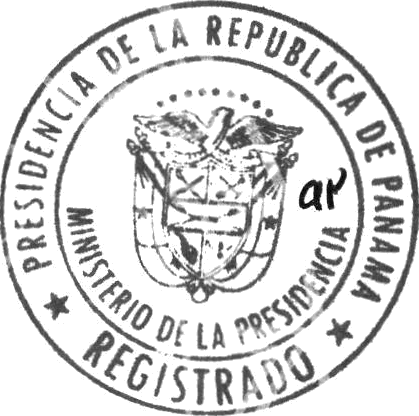 PRESIDENCIA DE LA REPUBLICA DE PANAMA
MINISTERIO DE LA PRESIDENCIA
ar
REGISTRADO